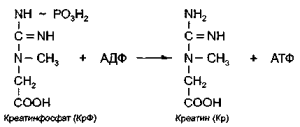 NH ~ PO3H2 NH2
C = NH C = NH
N – CH3 + АДФ N – CH3 + АТФ
CH2 CH2
COOH COOH
Креатинфосфат (КрФ) Креатин (Кр)